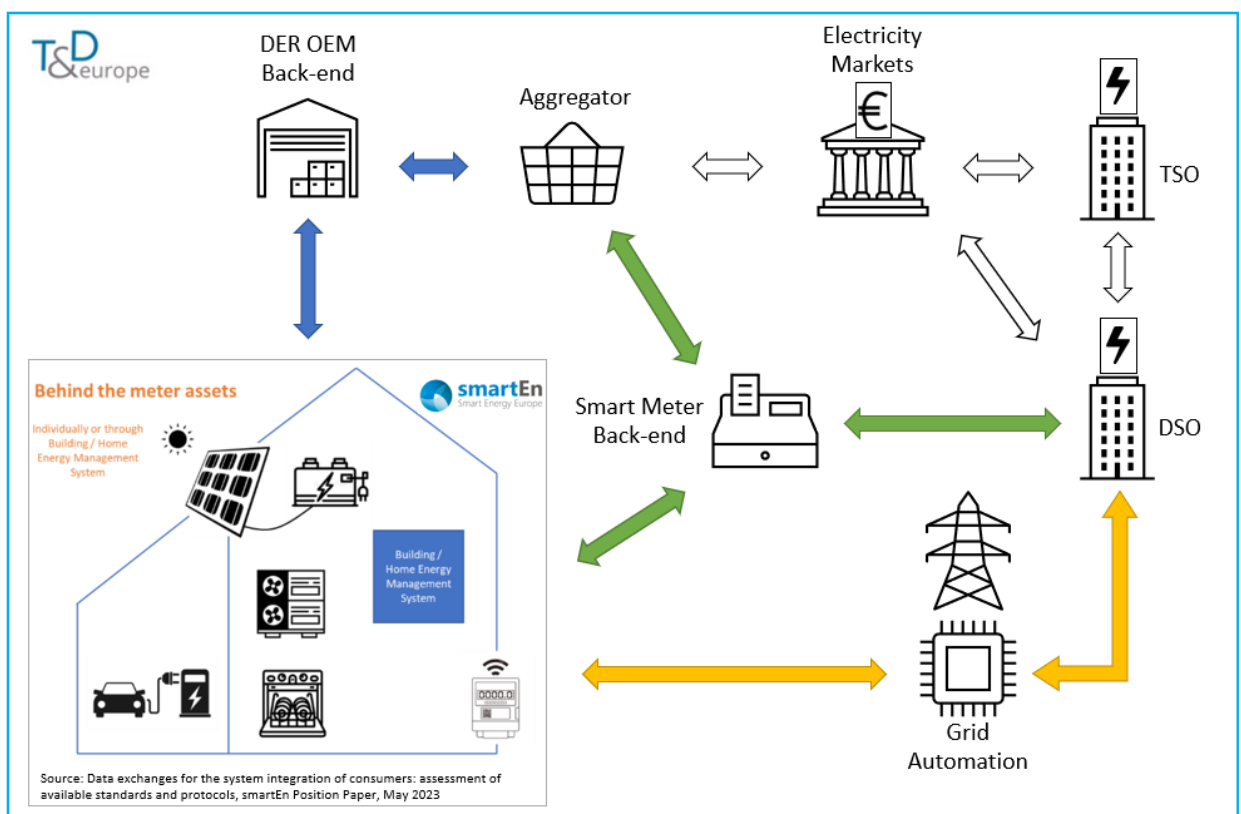 T&D
europe
DER OEM
Back-end
Aggregator
Electricity
Markets
€
TSO
Behind the meter assets
smartEn
Smart Energy Europe
Individually or through
Building / Home
Energy Management
System
Smart Meter
Back-end
DSO
Building /
Home Energy
Management
System
0000.0
Grid
Automation
Source: Data exchanges for the system integration of consumers: assessment of
available standards and protocols, smartEn Position Paper, May 2023